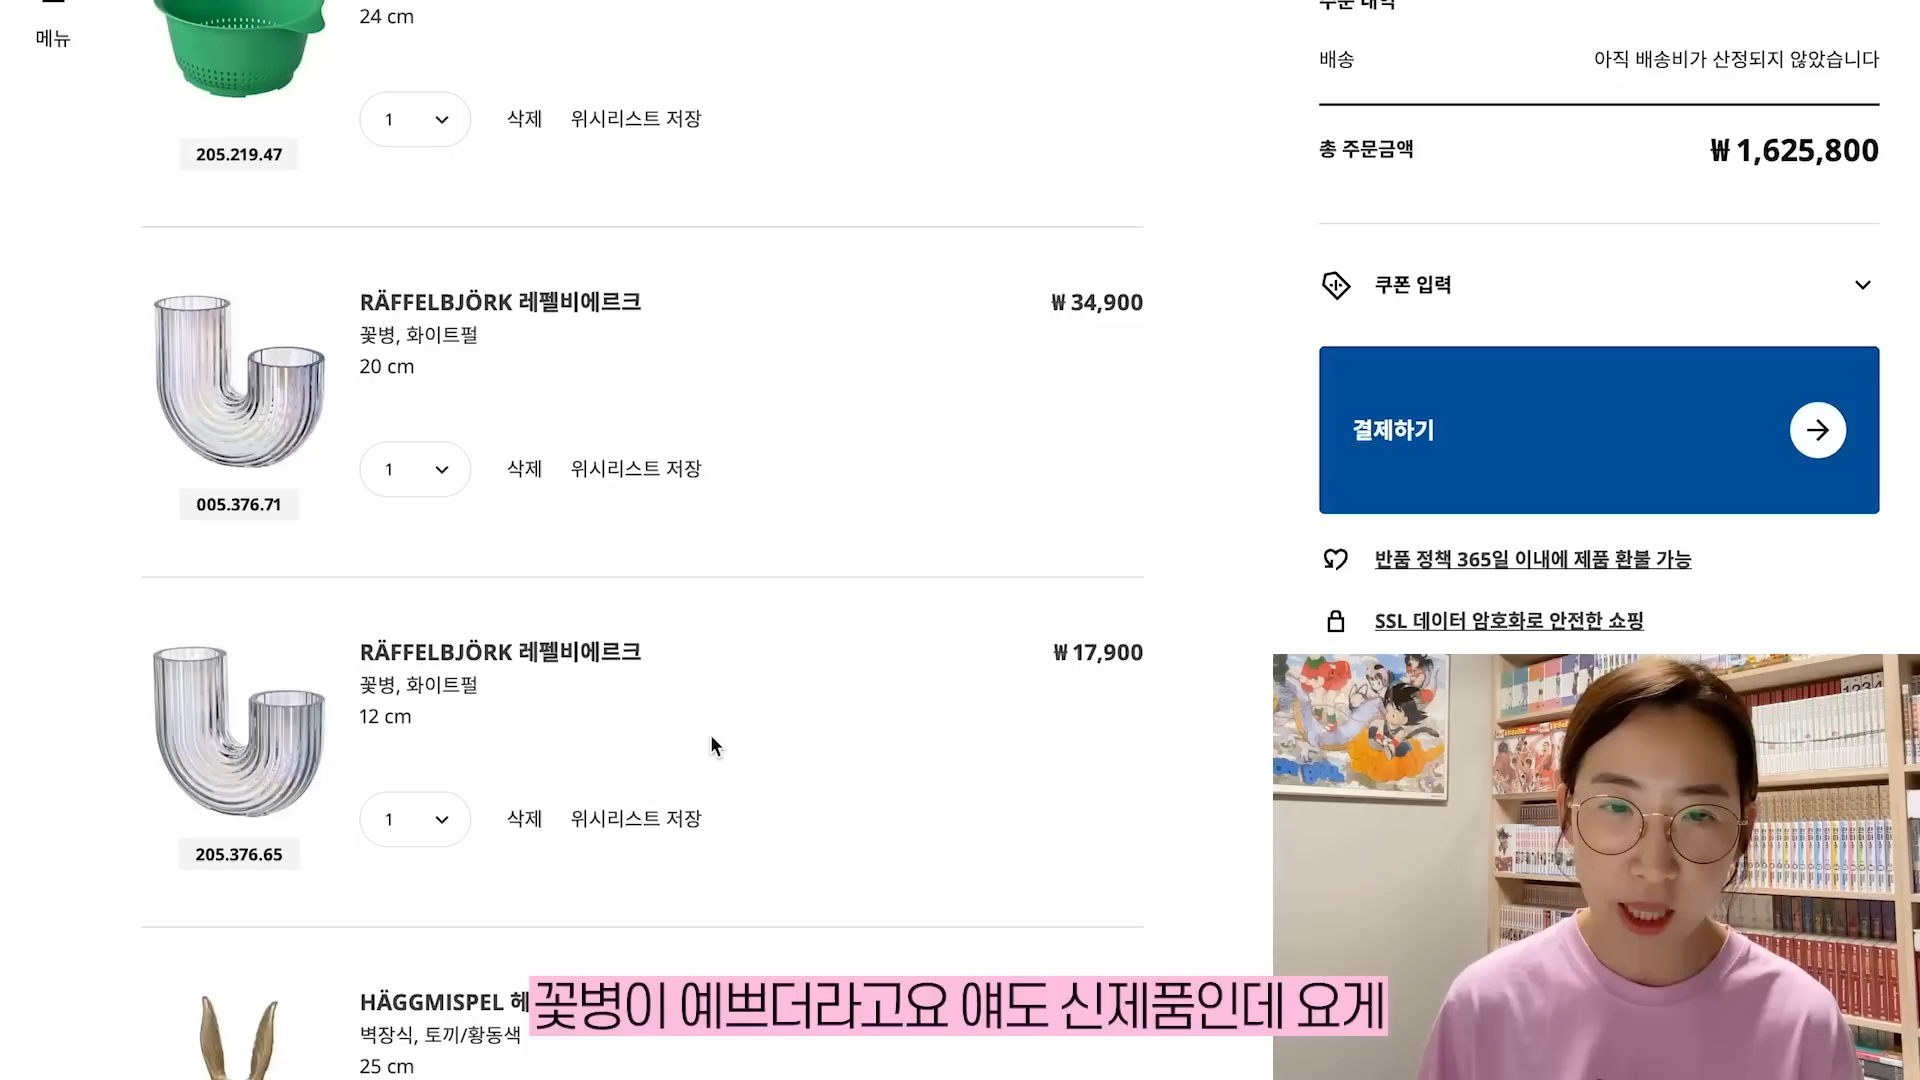 메뉴
24 cm
1
삭제
위시리스트 저장
205.219.47
RÄFFELBJÖRK 레펠비에르크
₩ 34,900
꽃병, 화이트펄
20 cm
1
삭제
위시리스트 저장
005.376.71
RÄFFELBJÖRK 레펠비에르크
₩ 17,900
꽃병, 화이트펄
12 cm
1
삭제
위시리스트 저장
205.376.65
HÄGGMISPEL 헤
벽장식, 토끼/황동색
25 cm
주문 내역
배송
아직 배송비가 산정되지 않았습니다
총 주문금액
₩ 1,625,800
쿠폰 입력
결제하기
반품 정책 365일 이내에 제품 환불 가능
SSL 데이터 암호화로 안전한 쇼핑
1234
꽃병이 예쁘더라고요 얘도 신제품인데 요게